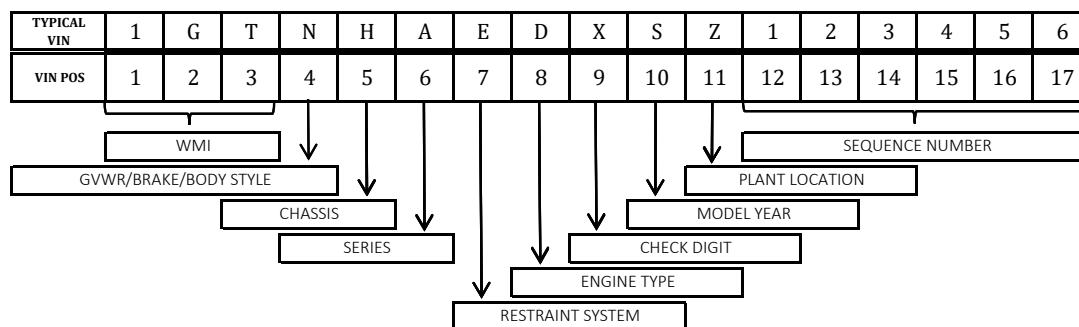 TYPICAL VIN 1 G T N H A E D X S Z 1 2 3 4 5 6
VIN POS 1 2 3 4 5 6 7 8 9 10 11 12 13 14 15 16 17
WMI SEQUENCE NUMBER
GVWR/BRAKE/BODY STYLE PLANT LOCATION
CHASSIS MODEL YEAR
SERIES CHECK DIGIT
ENGINE TYPE
RESTRAINT SYSTEM